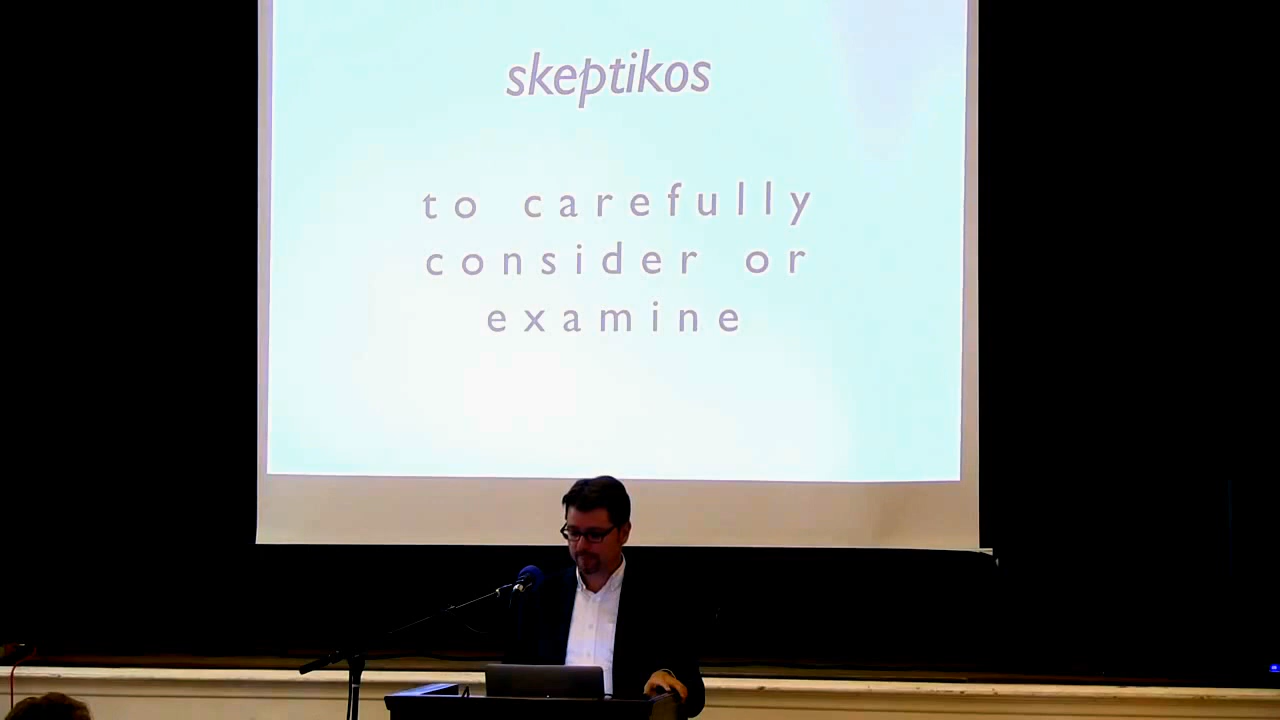 skeptikos
to carefully
consider or
examine